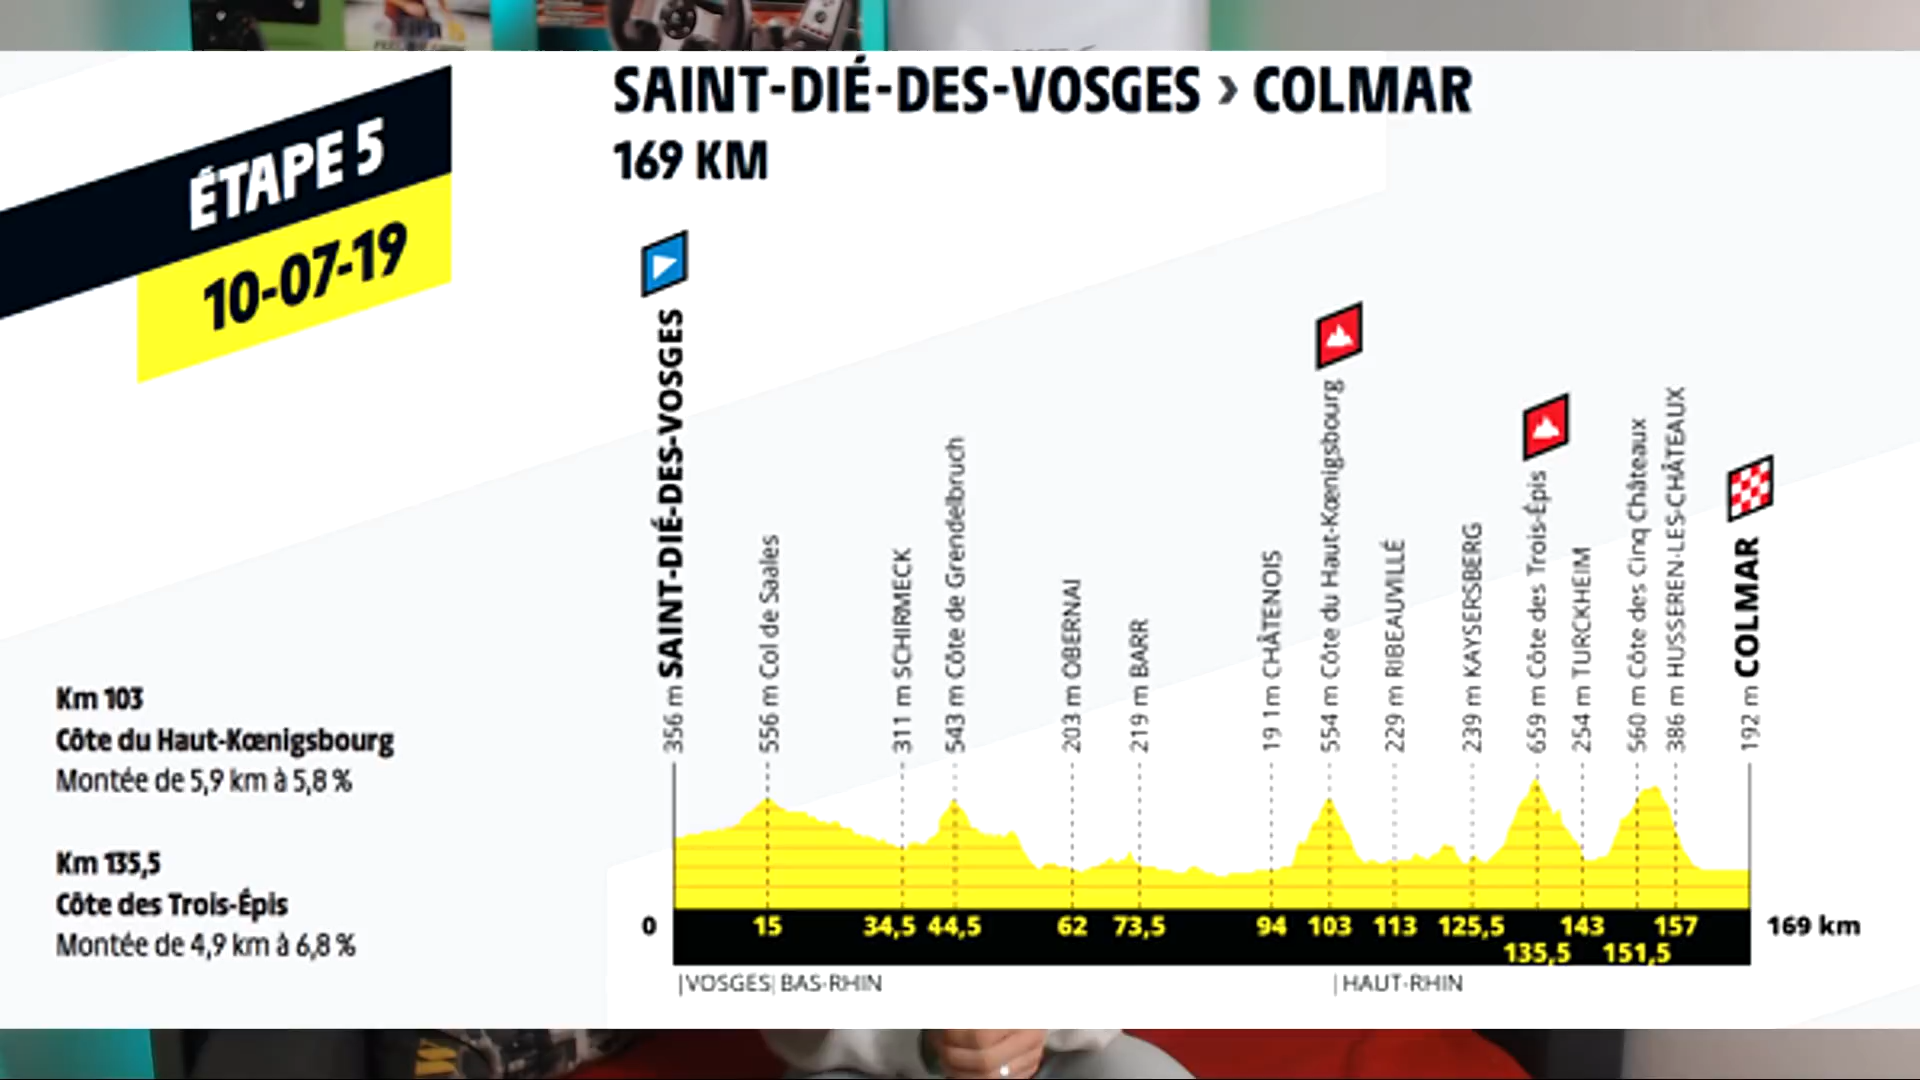 SAINT-DIÉ-DES-VOSGES › COLMAR
169 KM
ÉTAPE 5
10-07-19
Km 103
Côte du Haut-Kœnigsbourg
Montée de 5,9 km à 5,8 %
Km 135,5
Côte des Trois-Épis
Montée de 4,9 km à 6,8 %
356 m SAINT-DIÉ-DES-VOSGES
556 m Col de Saales
311 m SCHIRMECK
543 m Côte de Grendelbruch
203 m OBERNAI
219 m BARR
19 1m CHÂTENOIS
554 m Côte du Haut-Kœnigsbourg
229 m RIBEAUVILLÉ
239 m KAYSERSBERG
659 m Côte des Trois-Épis
254 m TURCKHEIM
560 m Côte des Cinq Châteaux
386 m HUSSEREN-LES-CHÂTEAUX
192 m COLMAR
0 15 34,5 44,5 62 73,5 94 103 113 125,5 143 157 169 km
135,5 151,5
|VOSGES| BAS-RHIN |HAUT-RHIN